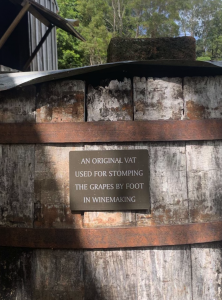 AN ORIGINAL VAT
USED FOR STOMPING
THE GRAPES BY FOOT
IN WINEMAKING